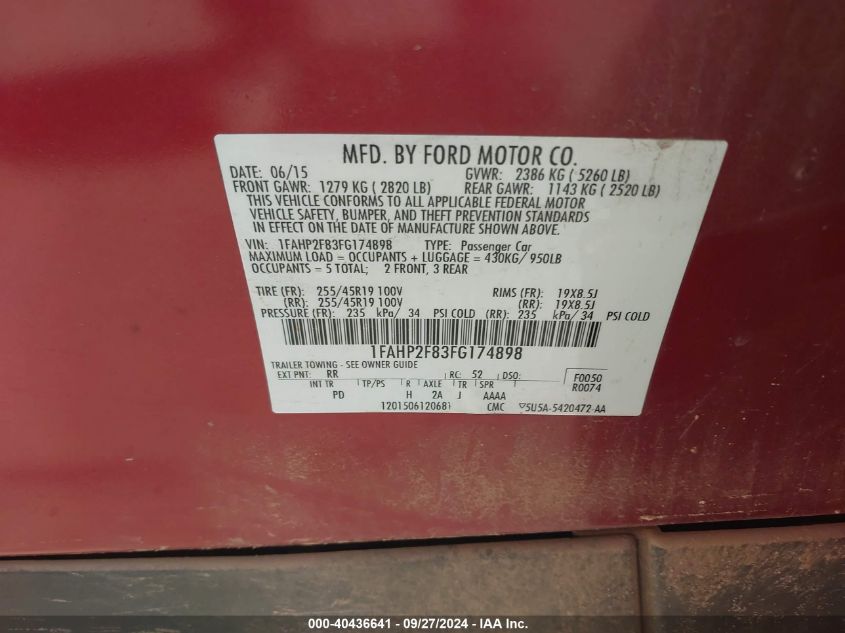 MFD. BY FORD MOTOR CO.
DATE: 06/15 GVWR: 2386 KG ( 5260 LB)
FRONT GAWR: 1279 KG ( 2820 LB) REAR GAWR: 1143 KG ( 2520 LB)
THIS VEHICLE CONFORMS TO ALL APPLICABLE FEDERAL MOTOR
VEHICLE SAFETY, BUMPER, AND THEFT PREVENTION STANDARDS
IN EFFECT ON THE DATE OF MANUFACTURE SHOWN ABOVE.
VIN: 1FAHP2F83FG174898 TYPE: Passenger Car
MAXIMUM LOAD = OCCUPANTS + LUGGAGE = 430KG/ 950LB
OCCUPANTS = 5 TOTAL; 2 FRONT, 3 REAR
TIRE (FR): 255/45R19 100V RIMS (FR): 19X8.5J
(RR): 255/45R19 100V (RR): 19X8.5J
PRESSURE (FR): 235 kPa/ 34 PSI COLD (RR): 235 kPa/ 34 PSI COLD
1FAHP2F83FG174898
TRAILER TOWING - SEE OWNER GUIDE
EXT PNT: RR RC: 52 DSO: F0050
INT TR TP/PS R AXLE TR SPR R0074
PD H 2A J AAAA
120150612068 CMC 5U5A-5420472-AA
000-40436641 - 09/27/2024 - IAA Inc.